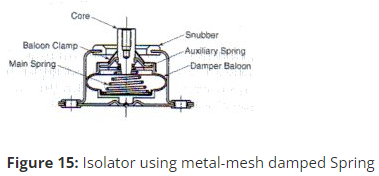 Core
Snubber
Baloon Clamp
Auxiliary Spring
Main Spring
Damper Baloon
Figure 15: Isolator using metal-mesh damped Spring